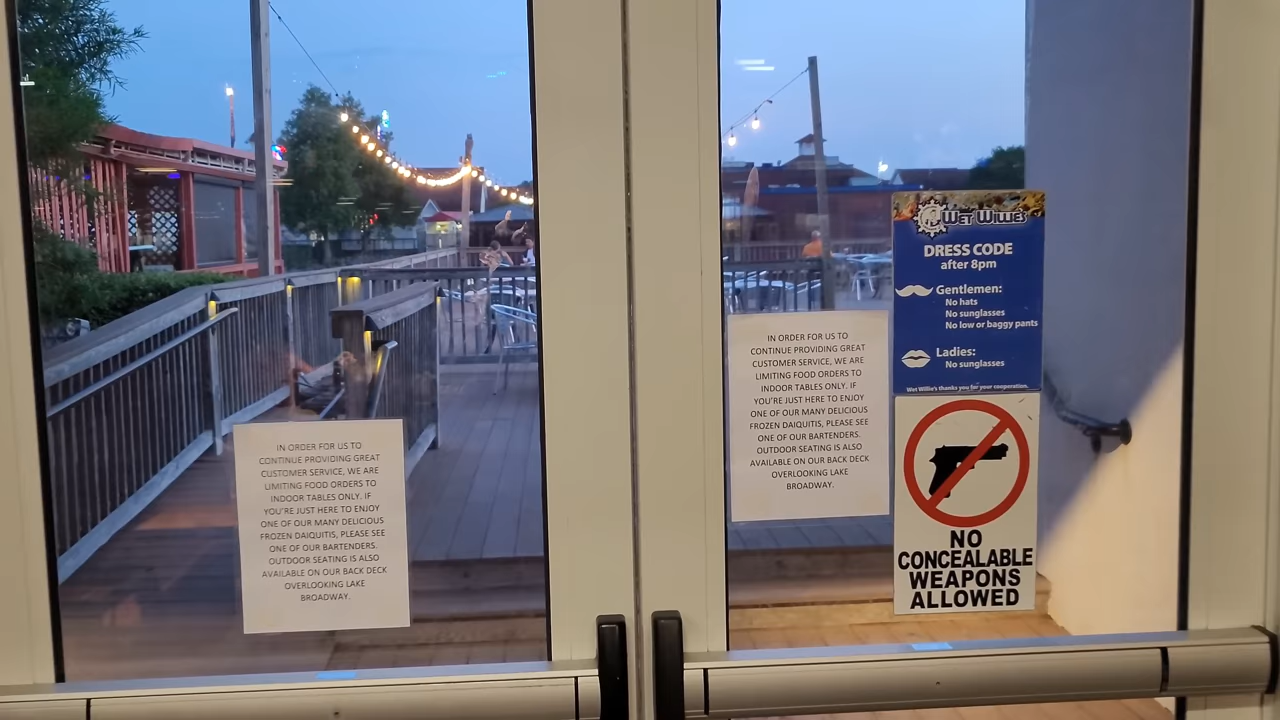 IN ORDER FOR US TO
CONTINUE PROVIDING GREAT
CUSTOMER SERVICE, WE ARE
LIMITING FOOD ORDERS TO
INDOOR TABLES ONLY. IF
YOU'RE JUST HERE TO ENJOY
ONE OF OUR MANY DELICIOUS
FROZEN DAIQUITIS, PLEASE SEE
ONE OF OUR BARTENDERS.
OUTDOOR SEATING IS ALSO
AVAILABLE ON OUR BACK DECK
OVERLOOKING LAKE
BROADWAY.
IN ORDER FOR US TO
CONTINUE PROVIDING GREAT
CUSTOMER SERVICE, WE ARE
LIMITING FOOD ORDERS TO
INDOOR TABLES ONLY. IF
YOU'RE JUST HERE TO ENJOY
ONE OF OUR MANY DELICIOUS
FROZEN DAIQUITIS, PLEASE SEE
ONE OF OUR BARTENDERS.
OUTDOOR SEATING IS ALSO
AVAILABLE ON OUR BACK DECK
OVERLOOKING LAKE
BROADWAY.
WET WILLIE'S
DRESS CODE
after 8pm
Gentlemen:
No hats
No sunglasses
No low or baggy pants
Ladies:
No sunglasses
Wet Willie's thanks you for your cooperation.
NO
CONCEALABLE
WEAPONS
ALLOWED